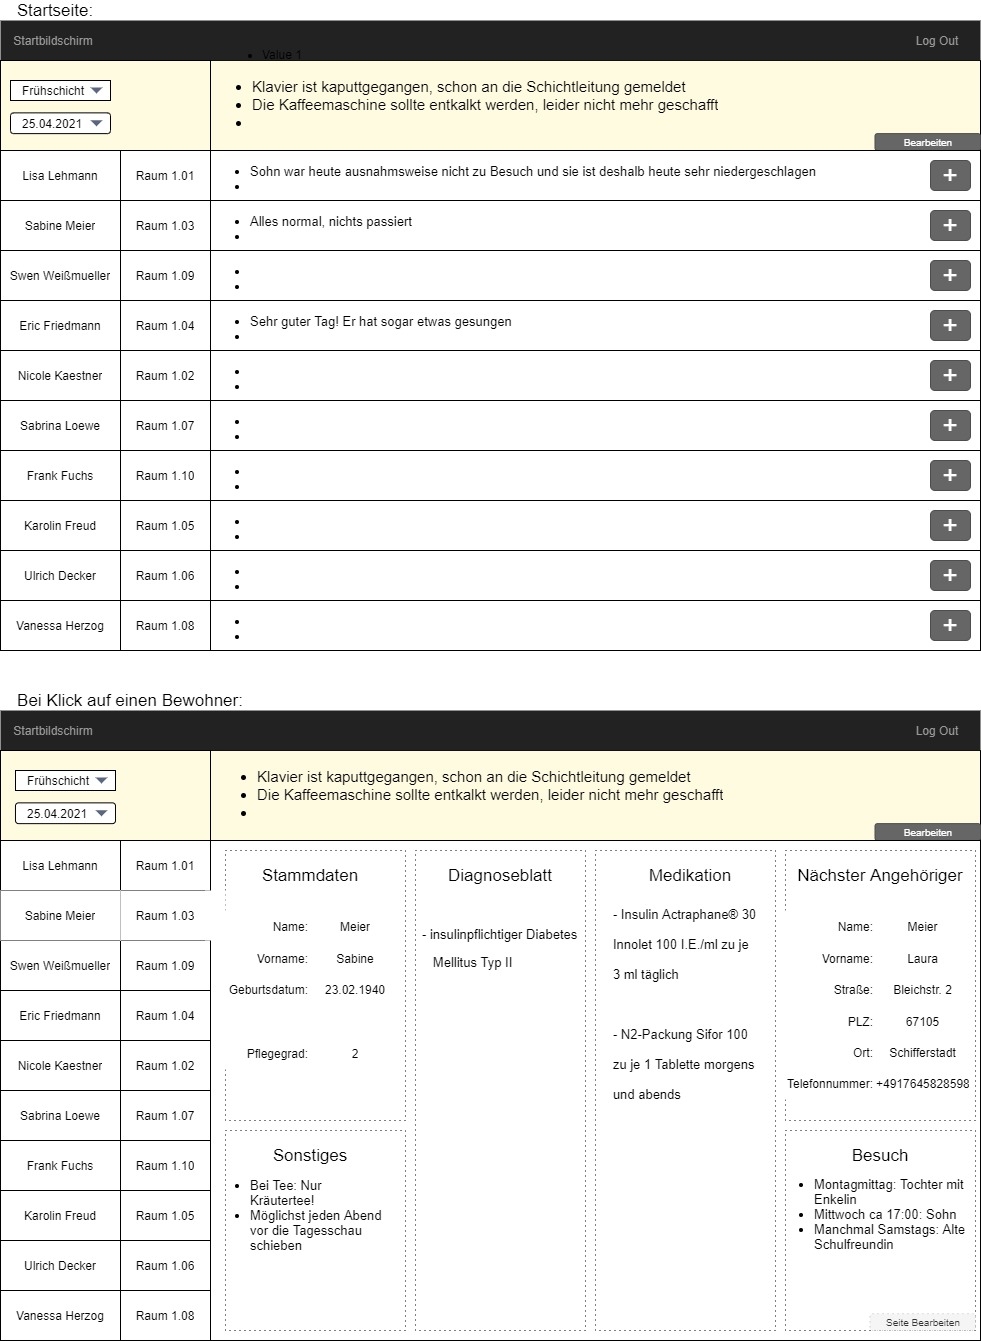 Startseite:
Startbildschirm
Log Out
• Value 1
Frühschicht
25.04.2021
• Klavier ist kaputtgegangen, schon an die Schichtleitung gemeldet
• Die Kaffeemaschine sollte entkalkt werden, leider nicht mehr geschafft
•
Bearbeiten
Lisa Lehmann Raum 1.01 • Sohn war heute ausnahmsweise nicht zu Besuch und sie ist deshalb heute sehr niedergeschlagen +
•
Sabine Meier Raum 1.03 • Alles normal, nichts passiert +
•
Swen Weißmueller Raum 1.09 • +
•
Eric Friedmann Raum 1.04 • Sehr guter Tag! Er hat sogar etwas gesungen +
•
Nicole Kaestner Raum 1.02 • +
•
Sabrina Loewe Raum 1.07 • +
•
Frank Fuchs Raum 1.10 • +
•
Karolin Freud Raum 1.05 • +
•
Ulrich Decker Raum 1.06 • +
•
Vanessa Herzog Raum 1.08 • +
•
Bei Klick auf einen Bewohner:
Startbildschirm
Log Out
Frühschicht
25.04.2021
• Klavier ist kaputtgegangen, schon an die Schichtleitung gemeldet
• Die Kaffeemaschine sollte entkalkt werden, leider nicht mehr geschafft
•
Bearbeiten
Lisa Lehmann Raum 1.01
Sabine Meier Raum 1.03
Swen Weißmueller Raum 1.09
Eric Friedmann Raum 1.04
Nicole Kaestner Raum 1.02
Sabrina Loewe Raum 1.07
Frank Fuchs Raum 1.10
Karolin Freud Raum 1.05
Ulrich Decker Raum 1.06
Vanessa Herzog Raum 1.08
Stammdaten
Name: Meier
Vorname: Sabine
Geburtsdatum: 23.02.1940
Pflegegrad: 2
Sonstiges
• Bei Tee: Nur
Kräutertee!
• Möglichst jeden Abend
vor die Tagesschau
schieben
Diagnoseblatt
- insulinpflichtiger Diabetes
Mellitus Typ II
Medikation
- Insulin Actraphane® 30
Innolet 100 I.E./ml zu je
3 ml täglich
- N2-Packung Sifor 100
zu je 1 Tablette morgens
und abends
Nächster Angehöriger
Name: Meier
Vorname: Laura
Straße: Bleichstr. 2
PLZ: 67105
Ort: Schifferstadt
Telefonnummer: +4917645828598
Besuch
• Montagmittag: Tochter mit
Enkelin
• Mittwoch ca 17:00: Sohn
• Manchmal Samstags: Alte
Schulfreundin
Seite Bearbeiten